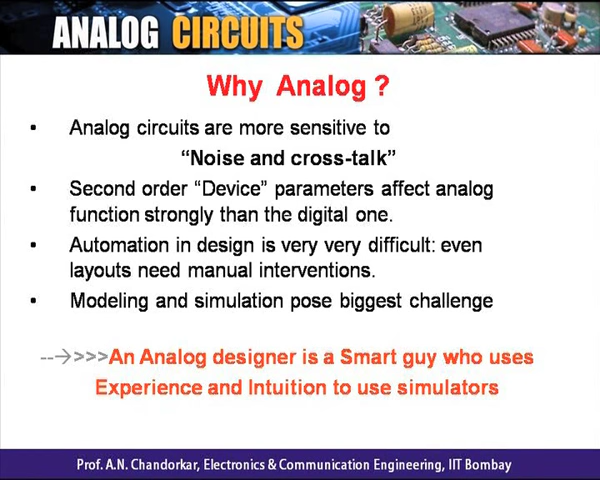 ANALOG CIRCUITS
Why Analog ?
• Analog circuits are more sensitive to
“Noise and cross-talk”
• Second order “Device” parameters affect analog
function strongly than the digital one.
• Automation in design is very very difficult: even
layouts need manual interventions.
• Modeling and simulation pose biggest challenge
--→>>>An Analog designer is a Smart guy who uses
Experience and Intuition to use simulators
Prof. A.N. Chandorkar, Electronics & Communication Engineering, IIT Bombay